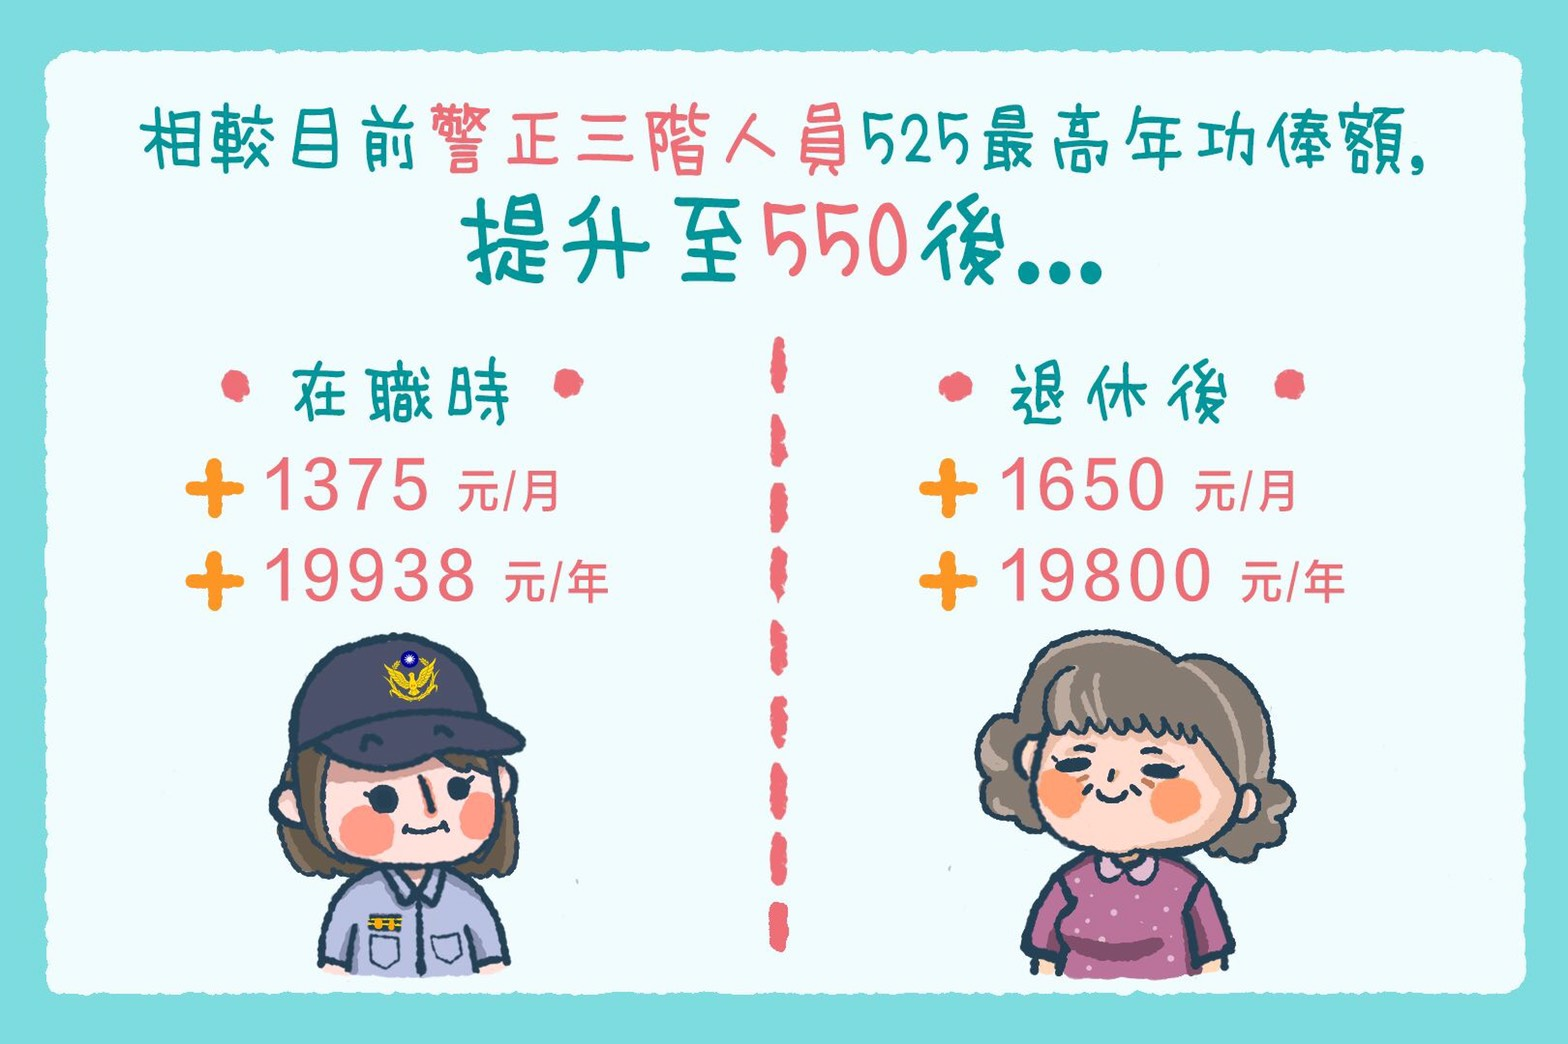 相較目前警正三階人員525最高年功俸額,
提升至550後...
在職時
+1375 元/月
+19938 元/年
退休後
+1650 元/月
+19800 元/年